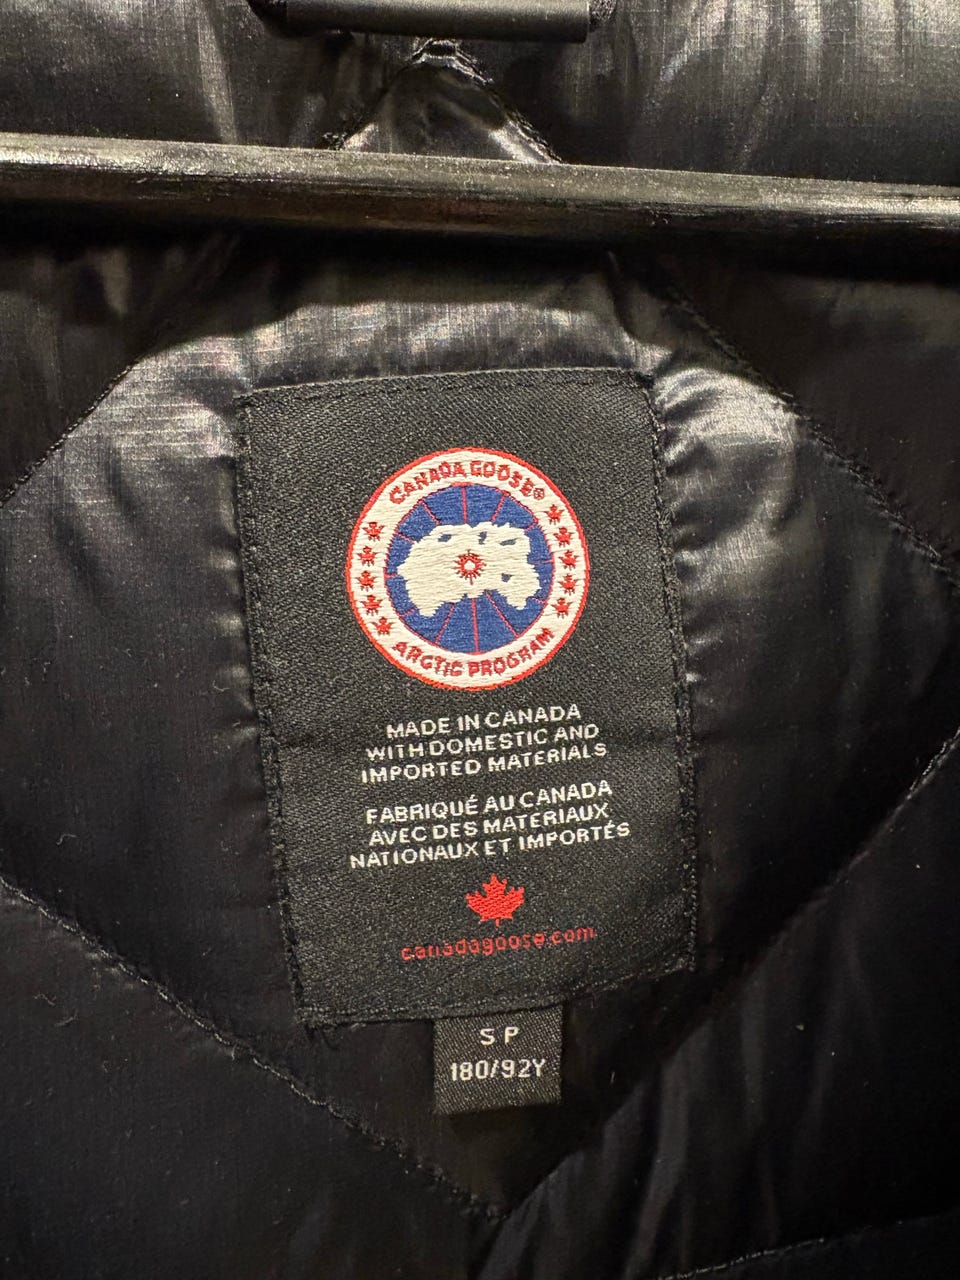 CANADA GOOSE®
ARCTIC PROGRAM
MADE IN CANADA
WITH DOMESTIC AND
IMPORTED MATERIALS
FABRIQUÉ AU CANADA
AVEC DES MATERIAUX
NATIONAUX ET IMPORTÉS
canadagoose.com
S P
180/92Y